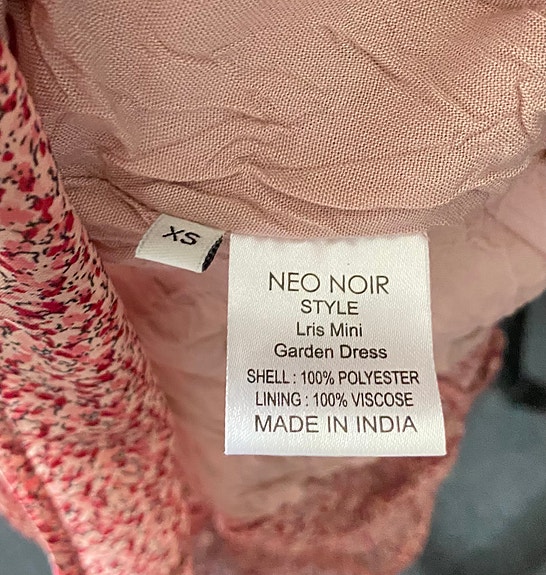 XS
NEO NOIR
STYLE
Lris Mini
Garden Dress
SHELL : 100% POLYESTER
LINING : 100% VISCOSE
MADE IN INDIA